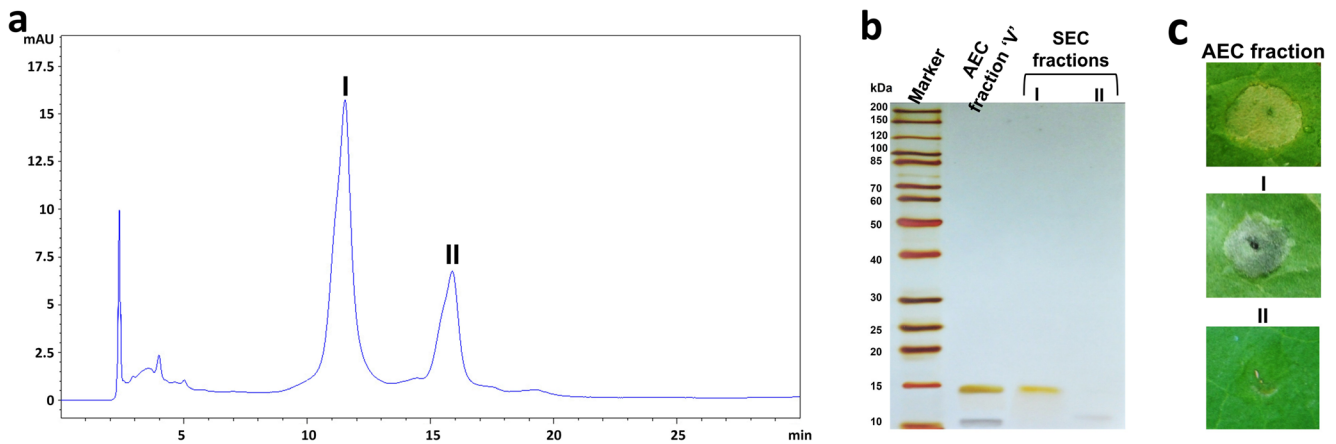 a
mAU
17.5
15
12.5
10
7.5
5
2.5
0
5
10
15
20
25
min
I
II
b
kDa
Marker
AEC
fraction 'V'
SEC
fractions
I
II
200
150
120
100
85
70
60
50
40
30
25
20
15
10
c
AEC fraction
I
II